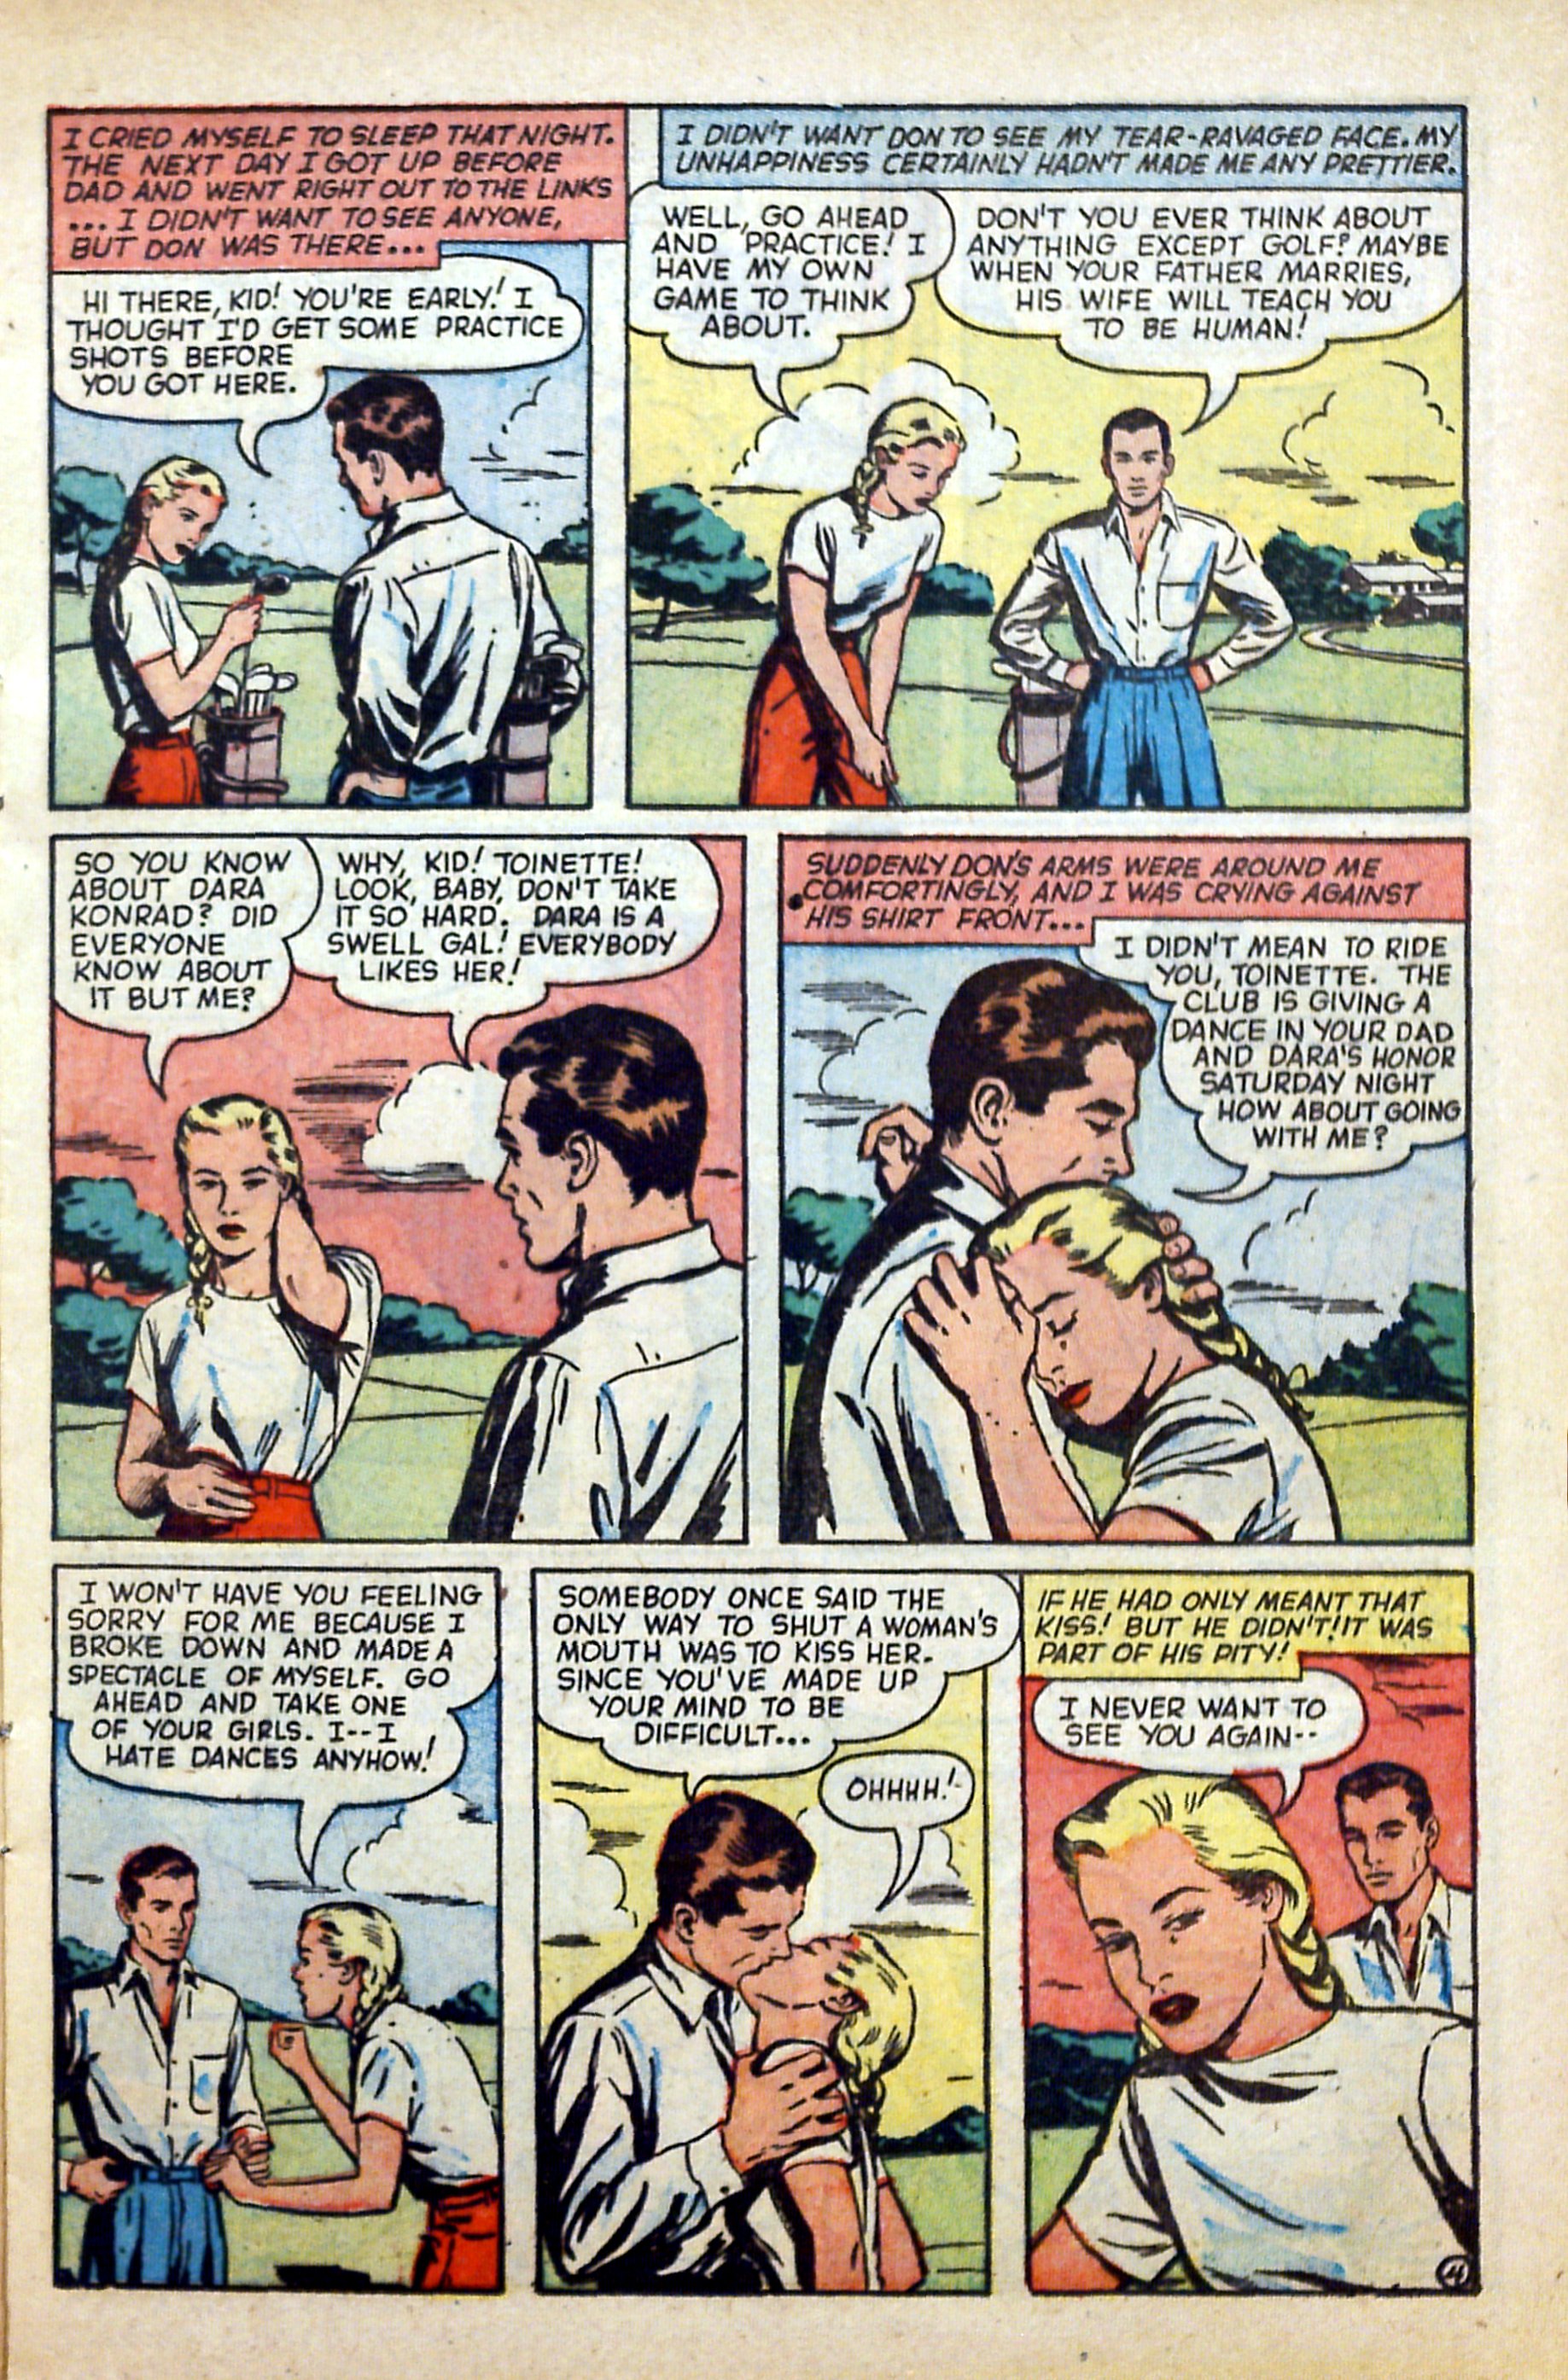 I CRIED MYSELF TO SLEEP THAT NIGHT.
THE NEXT DAY I GOT UP BEFORE
DAD AND WENT RIGHT OUT TO THE LINKS
... I DIDN'T WANT TO SEE ANYONE,
BUT DON WAS THERE...
HI THERE, KID! YOU'RE EARLY! I
THOUGHT I'D GET SOME PRACTICE
SHOTS BEFORE
YOU GOT HERE.
I DIDN'T WANT DON TO SEE MY TEAR-RAVAGED FACE. MY
UNHAPPINESS CERTAINLY HADN'T MADE ME ANY PRETTIER.
WELL, GO AHEAD
AND PRACTICE! I
HAVE MY OWN
GAME TO THINK
ABOUT.
DON'T YOU EVER THINK ABOUT
ANYTHING EXCEPT GOLF? MAYBE
WHEN YOUR FATHER MARRIES,
HIS WIFE WILL TEACH YOU
TO BE HUMAN!
SO YOU KNOW
ABOUT DARA
KONRAD? DID
EVERYONE
KNOW ABOUT
IT BUT ME?
WHY, KID! TOINETTE!
LOOK, BABY, DON'T TAKE
IT SO HARD. DARA IS A
SWELL GAL! EVERYBODY
LIKES HER!
SUDDENLY DON'S ARMS WERE AROUND ME
COMFORTINGLY, AND I WAS CRYING AGAINST
HIS SHIRT FRONT...
I DIDN'T MEAN TO RIDE
YOU, TOINETTE. THE
CLUB IS GIVING A
DANCE IN YOUR DAD
AND DARA'S HONOR
SATURDAY NIGHT
HOW ABOUT GOING
WITH ME?
I WON'T HAVE YOU FEELING
SORRY FOR ME BECAUSE I
BROKE DOWN AND MADE A
SPECTACLE OF MYSELF. GO
AHEAD AND TAKE ONE
OF YOUR GIRLS. I--I
HATE DANCES ANYHOW!
SOMEBODY ONCE SAID THE
ONLY WAY TO SHUT A WOMAN'S
MOUTH WAS TO KISS HER.
SINCE YOU'VE MADE UP
YOUR MIND TO BE
DIFFICULT...
OHHHH!
IF HE HAD ONLY MEANT THAT
KISS! BUT HE DIDN'T! IT WAS
PART OF HIS PITY!
I NEVER WANT TO
SEE YOU AGAIN--
4